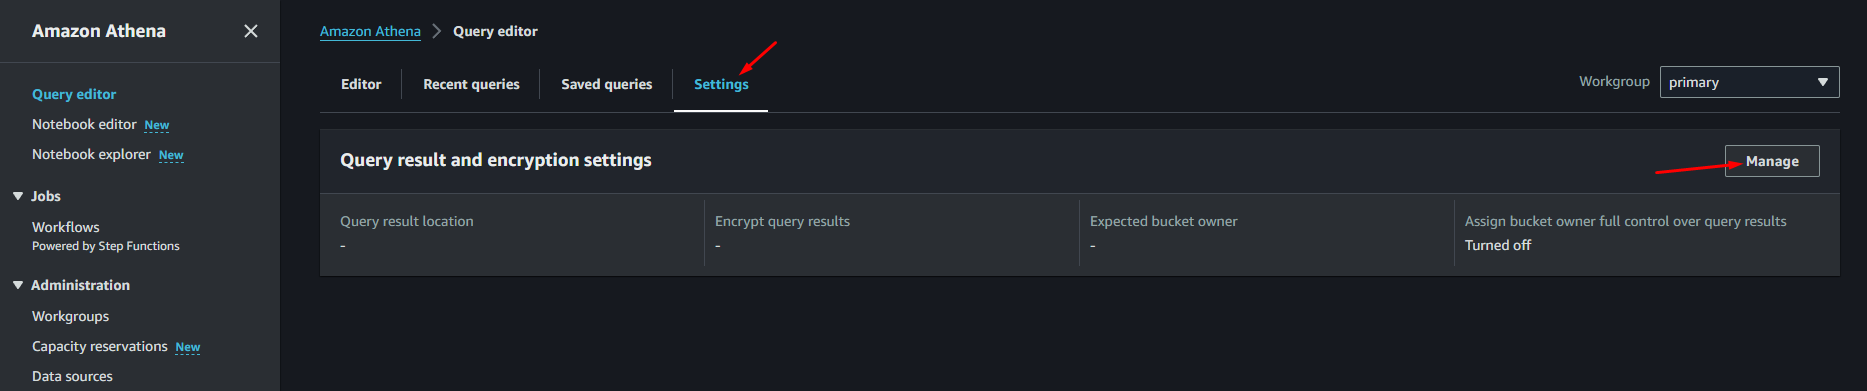 Amazon Athena
Query editor
Notebook editor New
Notebook explorer New
Jobs
Workflows
Powered by Step Functions
Administration
Workgroups
Capacity reservations New
Data sources
Amazon Athena > Query editor
Editor Recent queries Saved queries Settings
Workgroup primary
Query result and encryption settings
Manage
Query result location
-
Encrypt query results
-
Expected bucket owner
-
Assign bucket owner full control over query results
Turned off